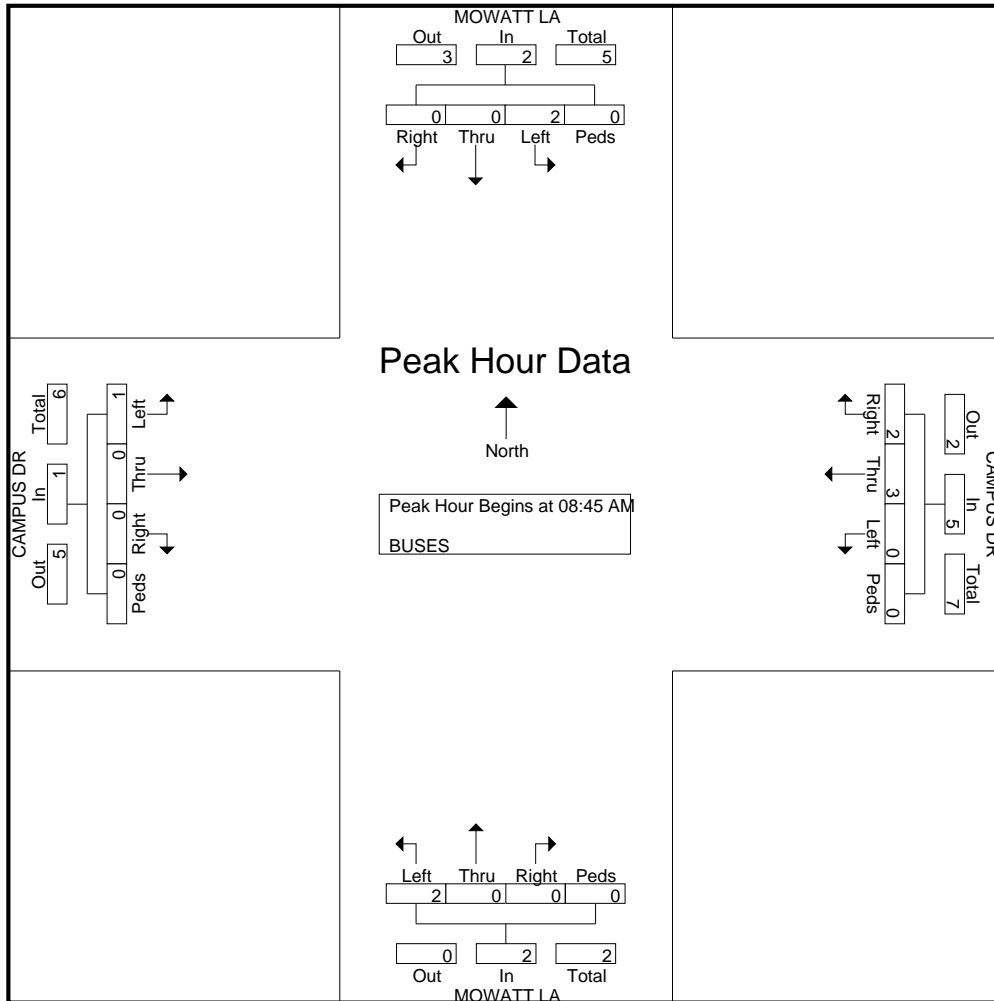 MOWATT LA
Out In Total
3 2 5
0 0 2 0
Right Thru Left Peds
Peak Hour Data
North
Peak Hour Begins at 08:45 AM
BUSES
CAMPUS DR
Out In Total
5 1 6
Left Thru Right Peds
1 0 0 0
CAMPUS DR
Out In Total
2 5 7
Right Thru Left Peds
2 3 0 0
Left Thru Right Peds
2 0 0 0
0 2 2
Out In Total
MOWATT LA